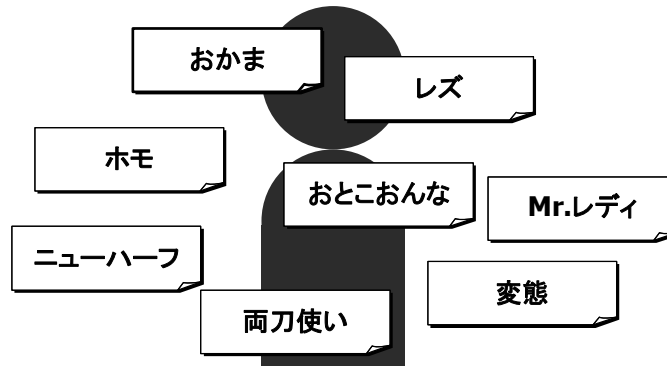 おかま
レズ
ホモ
おとこおんな
Mr.レディ
ニューハーフ
変態
両刀使い